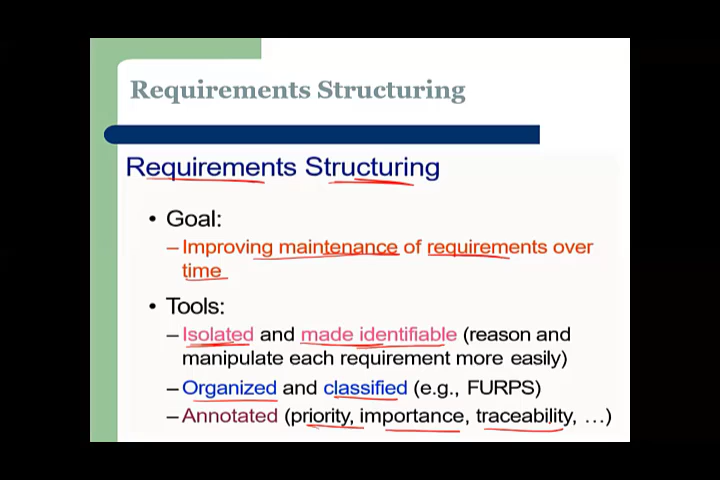 Requirements Structuring
Requirements Structuring
• Goal:
–Improving maintenance of requirements over
time
• Tools:
–Isolated and made identifiable (reason and
manipulate each requirement more easily)
–Organized and classified (e.g., FURPS)
–Annotated (priority, importance, traceability, …)